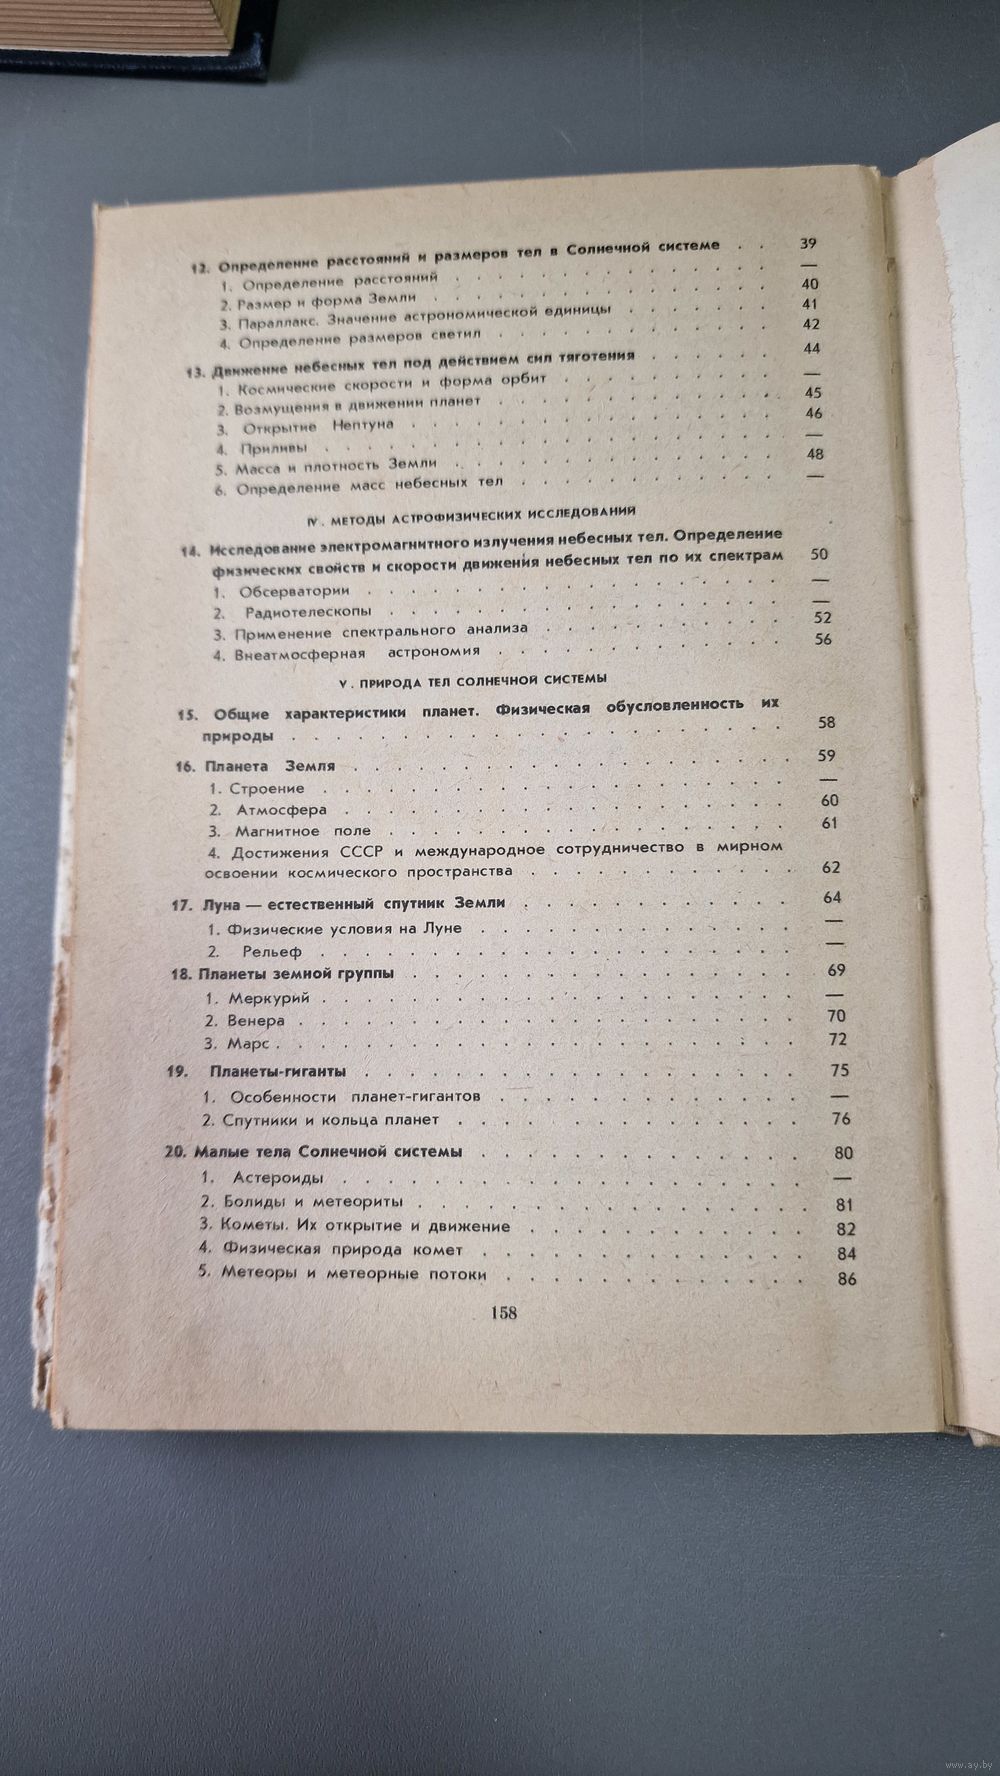 12. Определение расстояний и размеров тел в Солнечной системе . . 39
1. Определение расстояний . . . . . . . . . . . —
2. Размер и форма Земли . . . . . . . . . . . 40
3. Параллакс. Значение астрономической единицы . . . . . . 41
4. Определение размеров светил . . . . . . . . . . 42
13. Движение небесных тел под действием сил тяготения . . . . . . 44
1. Космические скорости и форма орбит . . . . . . . . —
2. Возмущения в движении планет . . . . . . . . . . 45
3. Открытие Нептуна . . . . . . . . . . . . 46
4. Приливы . . . . . . . . . . . . . . —
5. Масса и плотность Земли . . . . . . . . . . . 48
6. Определение масс небесных тел . . . . . . . . . —
IV. МЕТОДЫ АСТРОФИЗИЧЕСКИХ ИССЛЕДОВАНИЙ
14. Исследование электромагнитного излучения небесных тел. Определение
физических свойств и скорости движения небесных тел по их спектрам 50
1. Обсерватории . . . . . . . . . . . . . —
2. Радиотелескопы . . . . . . . . . . . . —
3. Применение спектрального анализа . . . . . . . . 52
4. Внеатмосферная астрономия . . . . . . . . . . 56
V. ПРИРОДА ТЕЛ СОЛНЕЧНОЙ СИСТЕМЫ
15. Общие характеристики планет. Физическая обусловленность их
природы . . . . . . . . . . . . . . . . 58
16. Планета Земля . . . . . . . . . . . . . . 59
1. Строение . . . . . . . . . . . . . . —
2. Атмосфера . . . . . . . . . . . . . . 60
3. Магнитное поле . . . . . . . . . . . . . 61
4. Достижения СССР и международное сотрудничество в мирном
освоении космического пространства . . . . . . . . . 62
17. Луна — естественный спутник Земли . . . . . . . . . 64
1. Физические условия на Луне . . . . . . . . . . —
2. Рельеф . . . . . . . . . . . . . . —
18. Планеты земной группы . . . . . . . . . . . . 69
1. Меркурий . . . . . . . . . . . . . . —
2. Венера . . . . . . . . . . . . . . . 70
3. Марс . . . . . . . . . . . . . . . 72
19. Планеты-гиганты . . . . . . . . . . . . . 75
1. Особенности планет-гигантов . . . . . . . . . . —
2. Спутники и кольца планет . . . . . . . . . . 76
20. Малые тела Солнечной системы . . . . . . . . . . 80
1. Астероиды . . . . . . . . . . . . . . —
2. Болиды и метеориты . . . . . . . . . . . . 81
3. Кометы. Их открытие и движение . . . . . . . . . 82
4. Физическая природа комет . . . . . . . . . . 84
5. Метеоры и метеорные потоки . . . . . . . . . . 86
158
www.ay.by